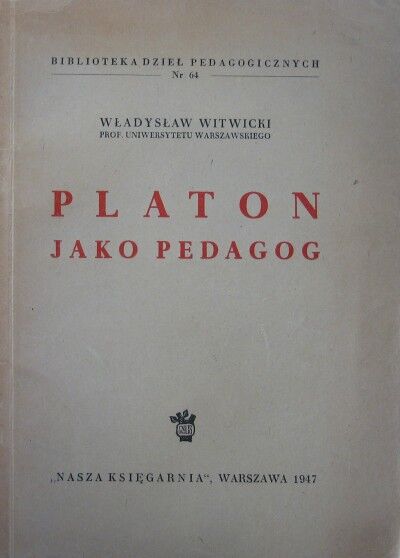 BIBLIOTEKA DZIEŁ PEDAGOGICZNYCH
Nr 64
WŁADYSŁAW WITWICKI
PROF. UNIWERSYTETU WARSZAWSKIEGO
PLATON
JAKO PEDAGOG
„NASZA KSIĘGARNIA“, WARSZAWA 1947